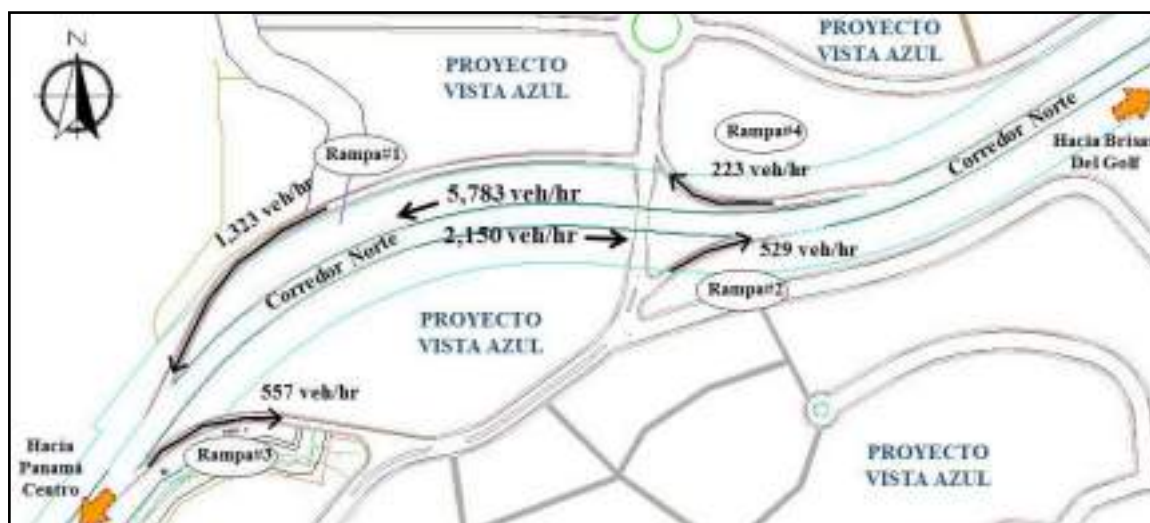 PROYECTO
VISTA AZUL
PROYECTO
VISTA AZUL
N
Rampa#4
Rampa#1
Corredor Norte
Hacia Brisas
Del Golf
223 veh/hr
1,323 veh/hr
5,783 veh/hr
2,150 veh/hr
529 veh/hr
Corredor Norte
Rampa#2
PROYECTO
VISTA AZUL
557 veh/hr
Hacia
Panamá
Centro
Rampa#3
PROYECTO
VISTA AZUL